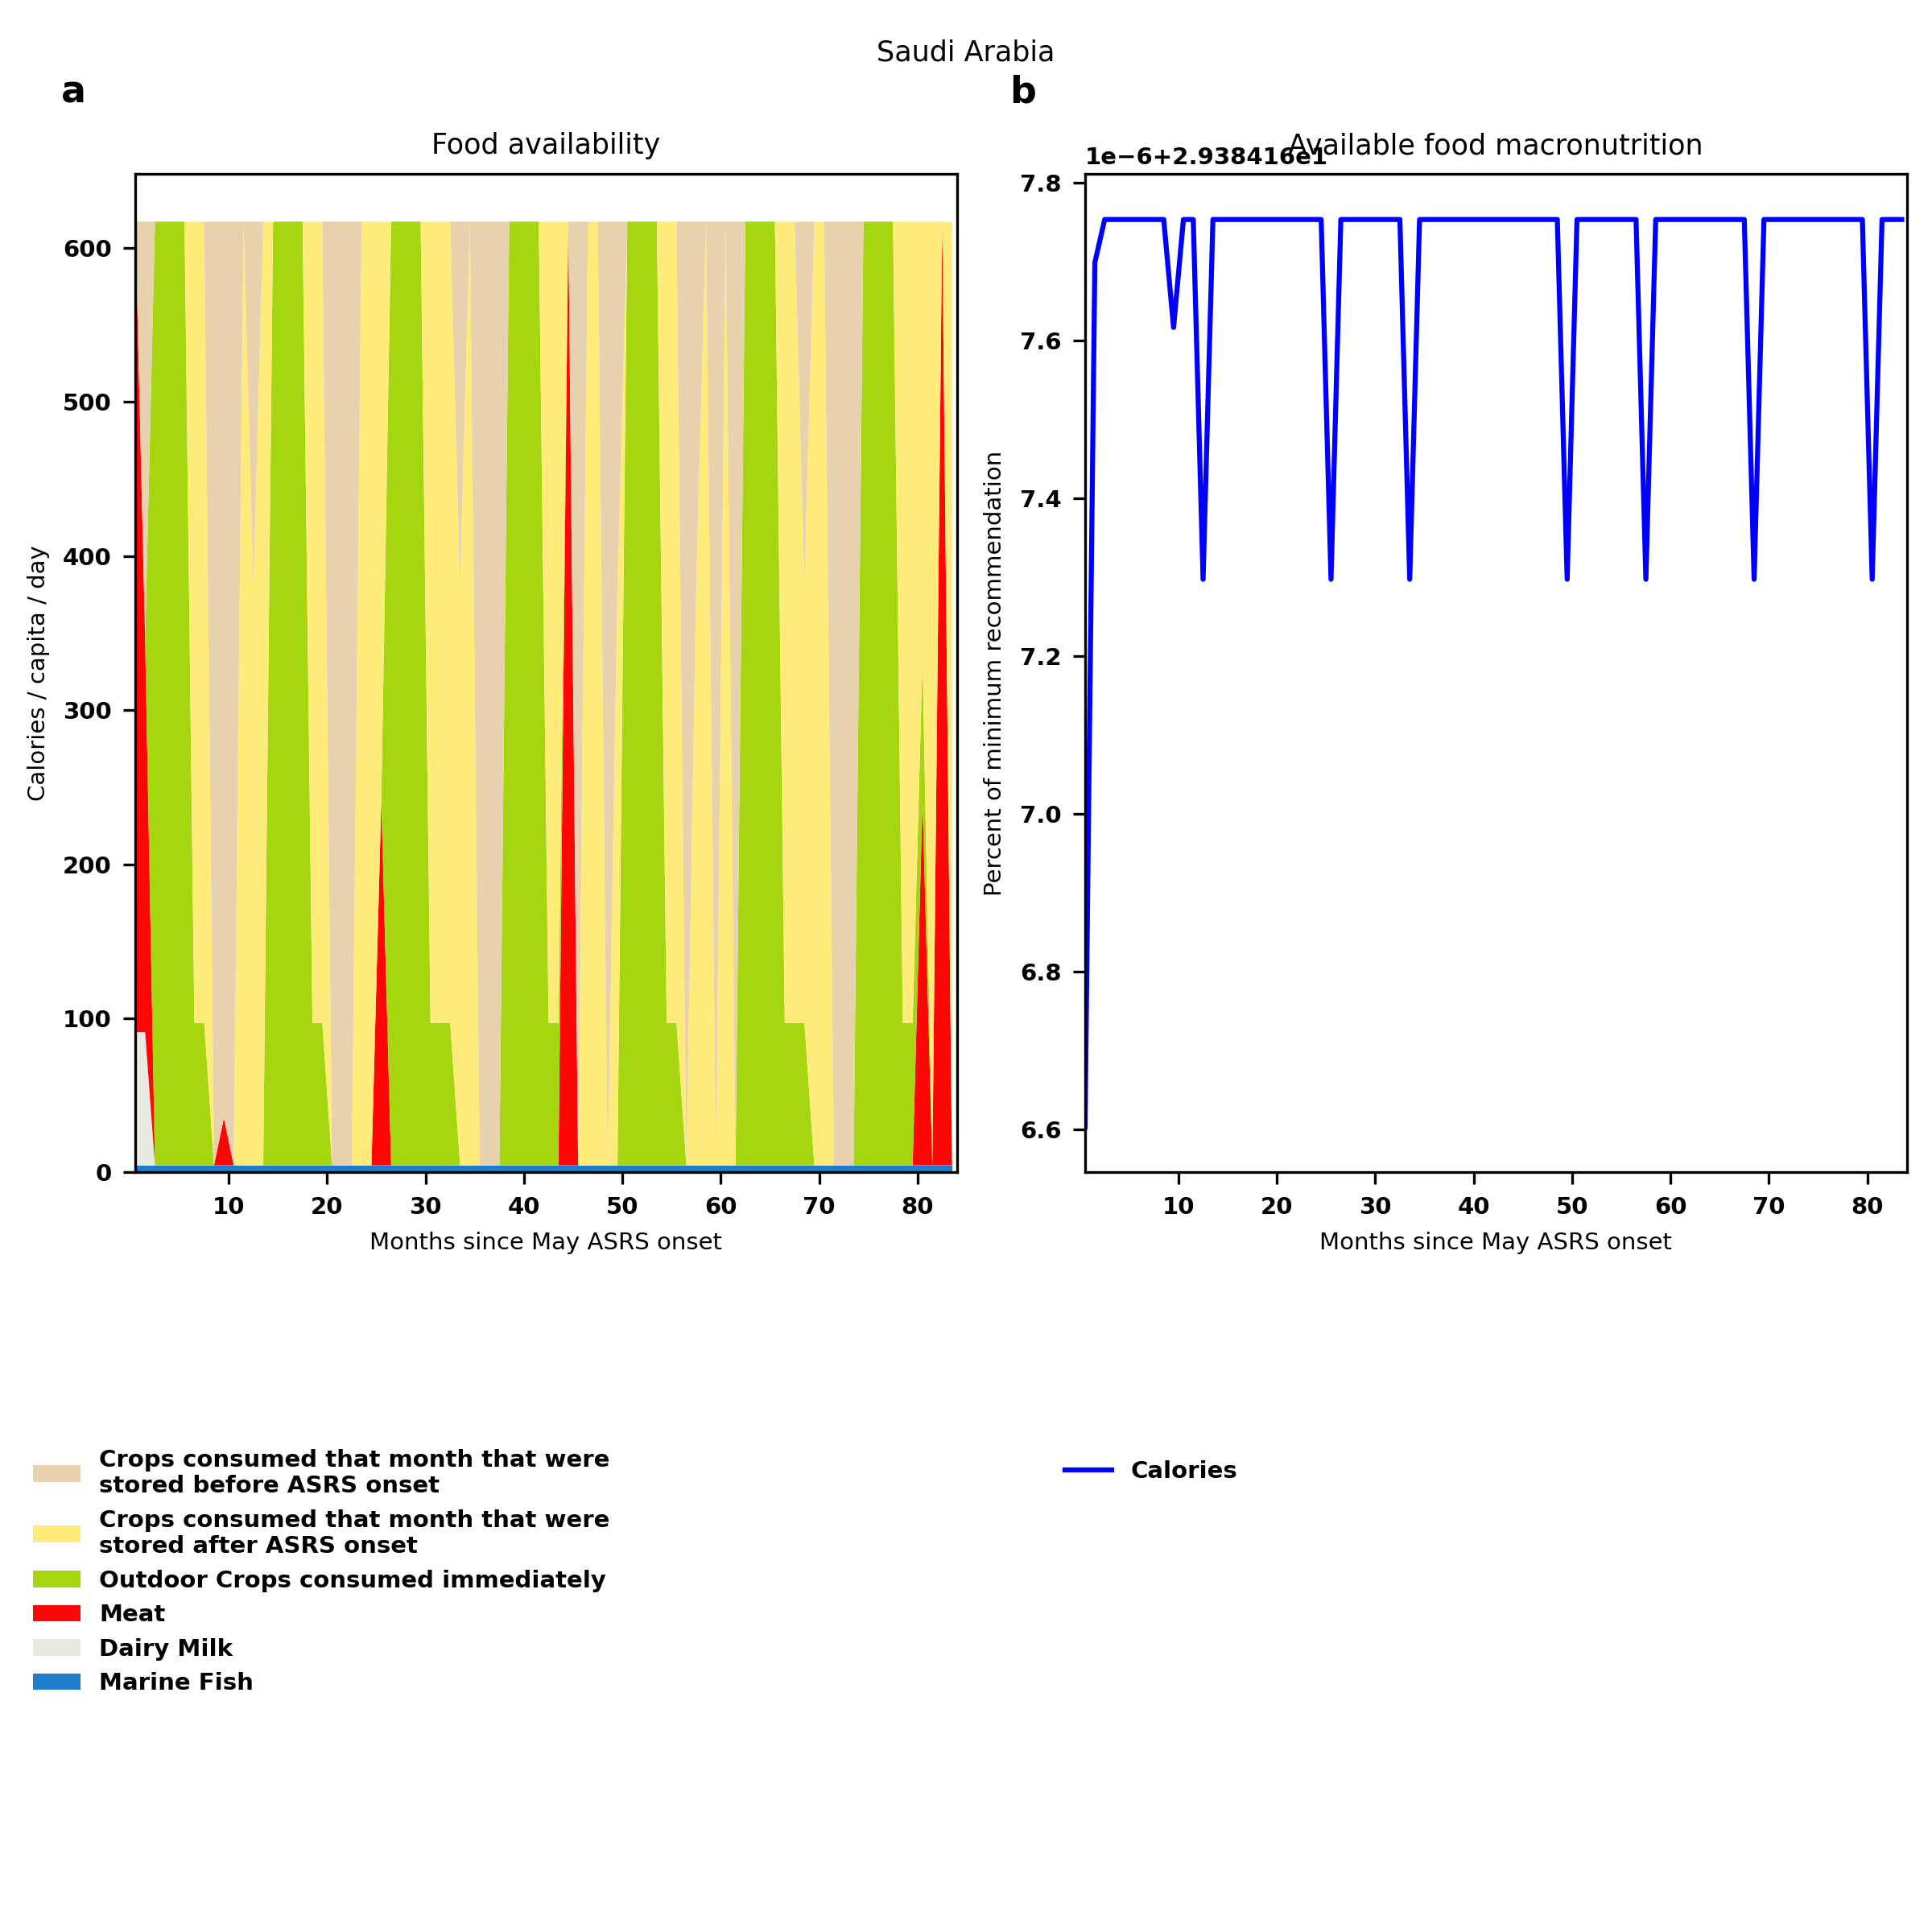 Saudi Arabia
a
Food availability
Calories / capita / day
600
500
400
300
200
100
0
10 20 30 40 50 60 70 80
Months since May ASRS onset
b
Available food macronutrition
1e−6+2.938416e1
Percent of minimum recommendation
7.8
7.6
7.4
7.2
7.0
6.8
6.6
10 20 30 40 50 60 70 80
Months since May ASRS onset
Crops consumed that month that were
stored before ASRS onset
Crops consumed that month that were
stored after ASRS onset
Outdoor Crops consumed immediately
Meat
Dairy Milk
Marine Fish
Calories